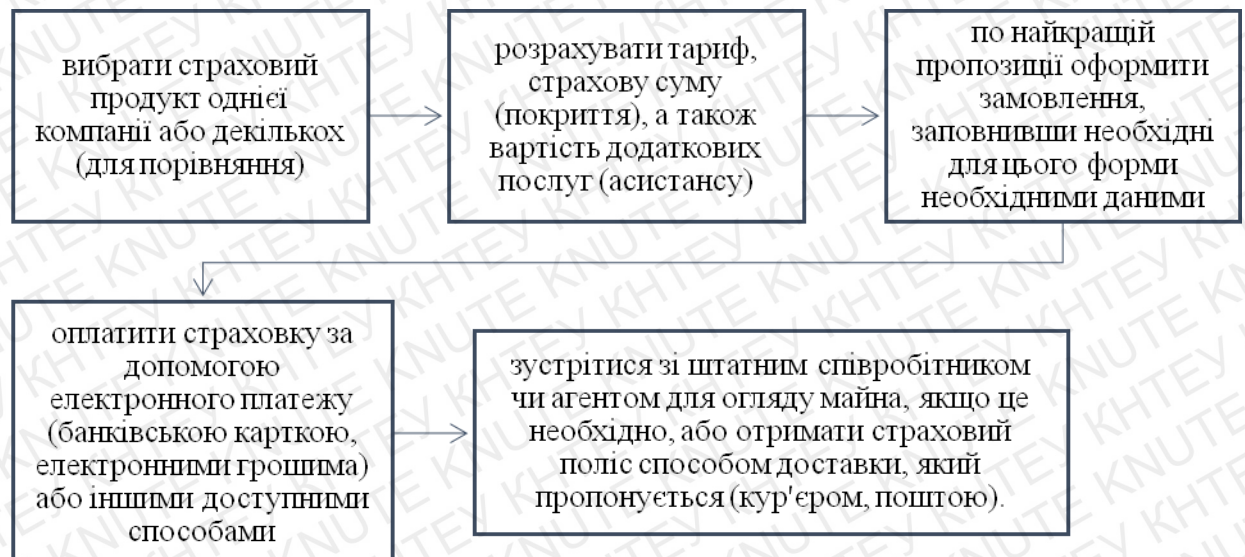 вибрати страховий
продукт однієї
компанії або декількох
(для порівняння)
розрахувати тариф,
страхову суму
(покриття), а також
вартість додаткових
послуг (асистансу)
по найкращій
пропозиції оформити
замовлення,
заповнивши необхідні
для цього форми
необхідними даними
оплатити страховку за
допомогою
електронного платежу
(банківською карткою,
електронними грошима)
або іншими доступними
способами
зустрітися зі штатним співробітником
чи агентом для огляду майна, якщо це
необхідно, або отримати страховий
поліс способом доставки, який
пропонується (кур'єром, поштою).